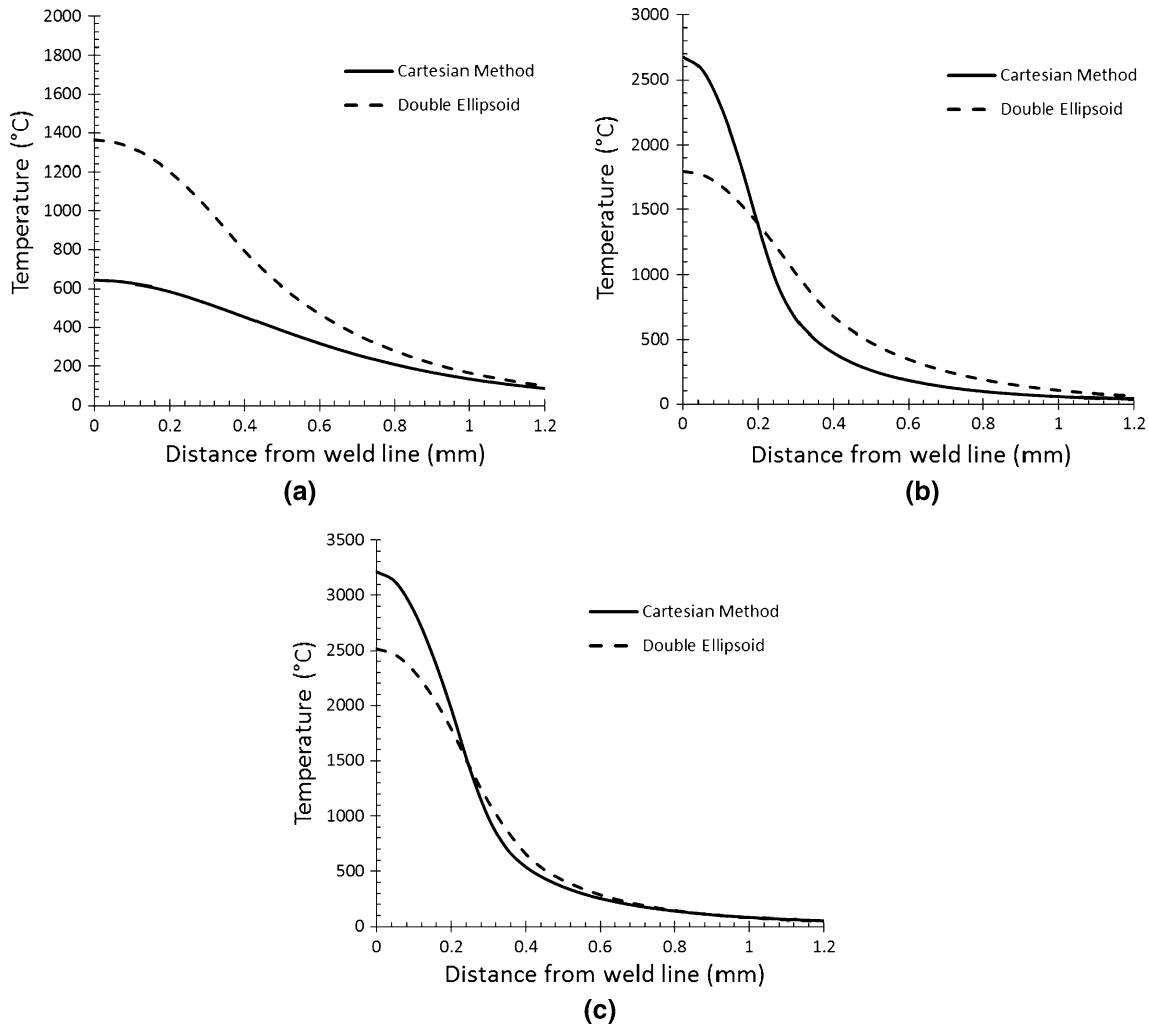 2000
1800
1600
1400
1200
1000
800
600
400
200
0
Temperature (°C)
Cartesian Method
Double Ellipsoid
0 0.2 0.4 0.6 0.8 1 1.2
Distance from weld line (mm)
(a)
3000
2500
2000
1500
1000
500
0
Temperature (°C)
Cartesian Method
Double Ellipsoid
0 0.2 0.4 0.6 0.8 1 1.2
Distance from weld line (mm)
(b)
3500
3000
2500
2000
1500
1000
500
0
Temperature (°C)
Cartesian Method
Double Ellipsoid
0 0.2 0.4 0.6 0.8 1 1.2
Distance from weld line (mm)
(c)